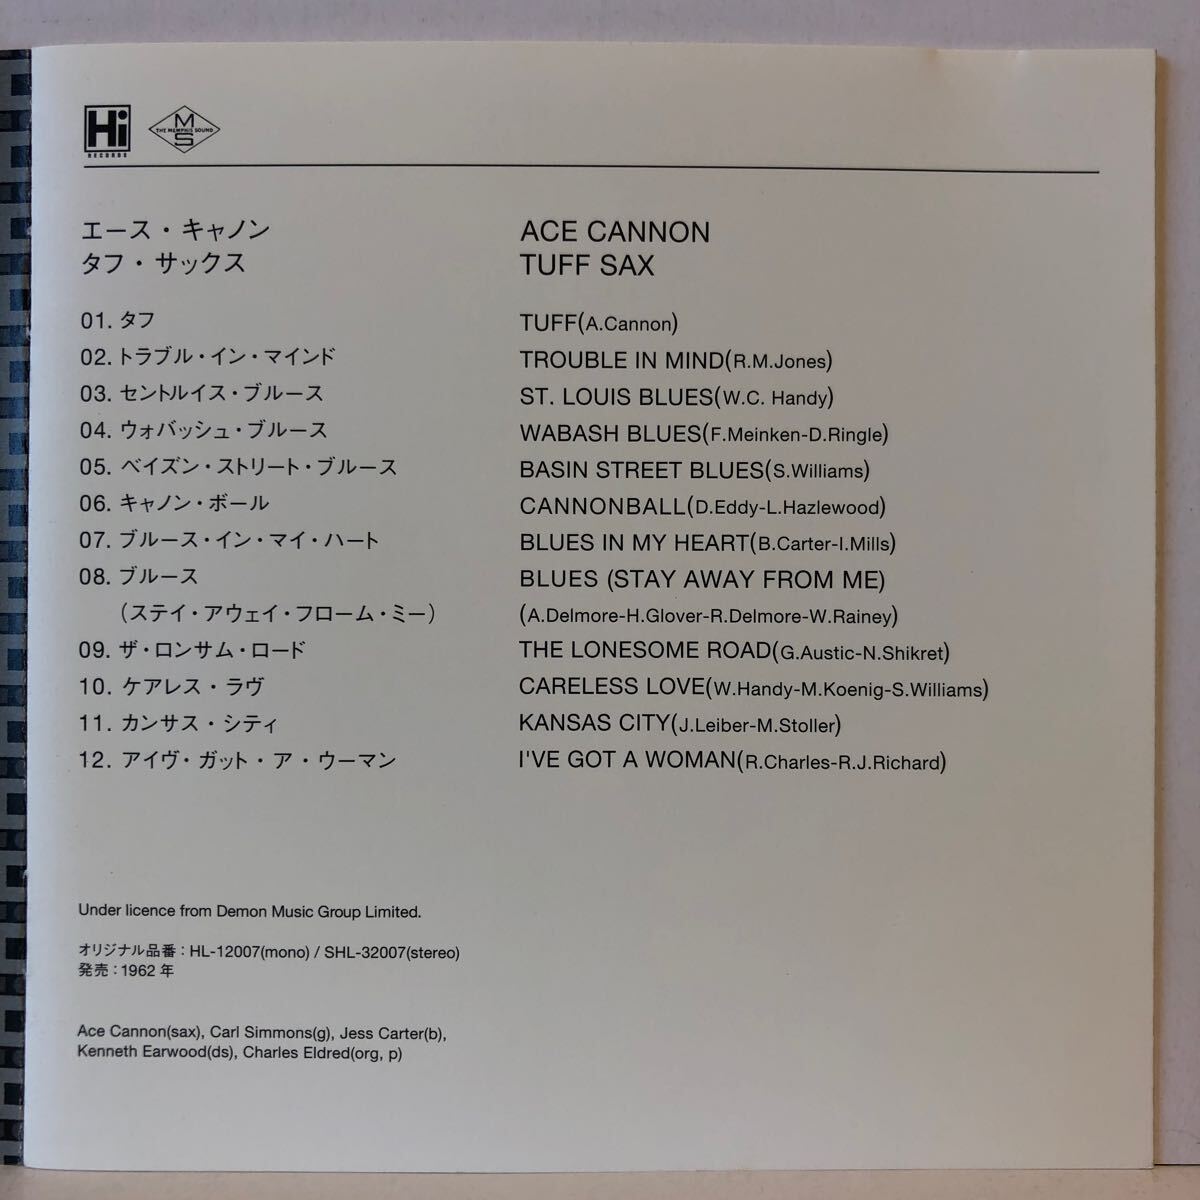 Hi
RECORDS
M
THE MEMPHIS SOUND
S
エース・キャノン ACE CANNON
タフ・サックス TUFF SAX
01. タフ TUFF(A.Cannon)
02. トラブル・イン・マインド TROUBLE IN MIND(R.M.Jones)
03. セントルイス・ブルース ST. LOUIS BLUES(W.C. Handy)
04. ウォバッシュ・ブルース WABASH BLUES(F.Meinken-D.Ringle)
05. ベイズン・ストリート・ブルース BASIN STREET BLUES(S.Williams)
06. キャノン・ボール CANNONBALL(D.Eddy-L.Hazlewood)
07. ブルース・イン・マイ・ハート BLUES IN MY HEART(B.Carter-I.Mills)
08. ブルース BLUES (STAY AWAY FROM ME)
（ステイ・アウェイ・フローム・ミー） (A.Delmore-H.Glover-R.Delmore-W.Rainey)
09. ザ・ロンサム・ロード THE LONESOME ROAD(G.Austic-N.Shikret)
10. ケアレス・ラヴ CARELESS LOVE(W.Handy-M.Koenig-S.Williams)
11. カンサス・シティ KANSAS CITY(J.Leiber-M.Stoller)
12. アイヴ・ガット・ア・ウーマン I'VE GOT A WOMAN(R.Charles-R.J.Richard)
Under licence from Demon Music Group Limited.
オリジナル品番：HL-12007(mono) / SHL-32007(stereo)
発売：1962 年
Ace Cannon(sax), Carl Simmons(g), Jess Carter(b),
Kenneth Earwood(ds), Charles Eldred(org, p)